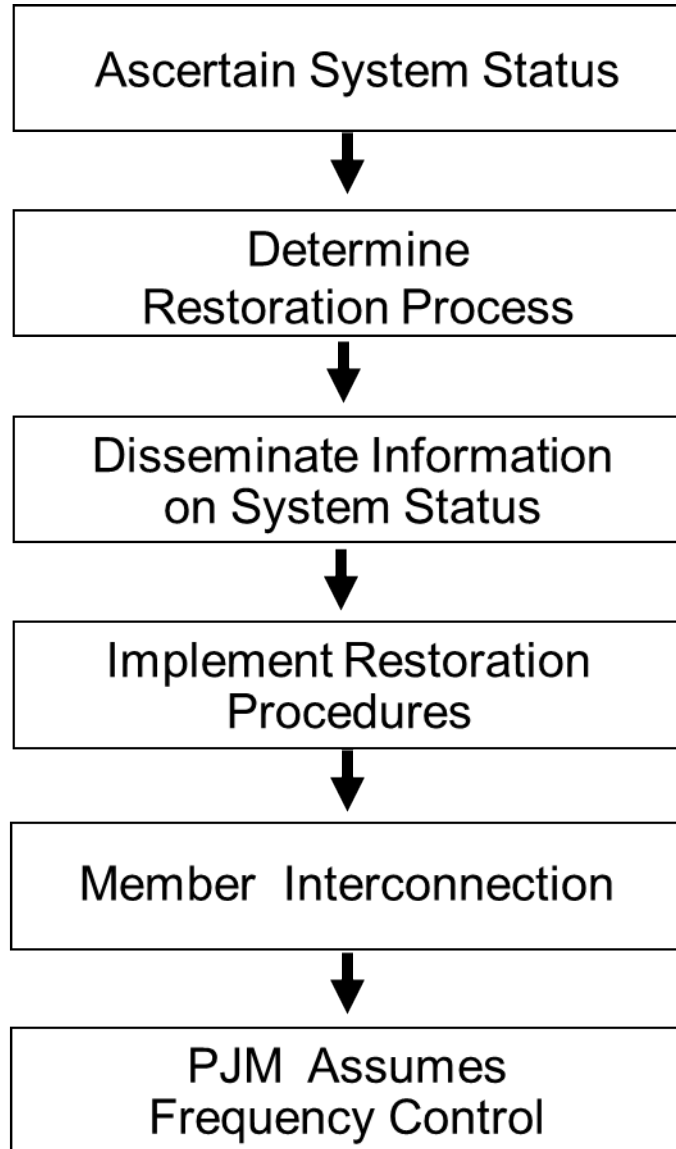 Ascertain System Status
Determine
Restoration Process
Disseminate Information
on System Status
Implement Restoration
Procedures
Member Interconnection
PJM Assumes
Frequency Control